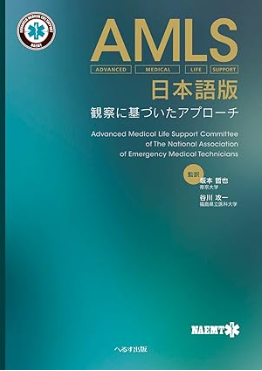 AMLS
ADVANCED MEDICAL LIFE SUPPORT
日本語版
観察に基づいたアプローチ
Advanced Medical Life Support Committee
of The National Association
of Emergency Medical Technicians
監訳
坂本 哲也
帝京大学
谷川 攻一
福島県立医科大学
NAEMT
へるす出版